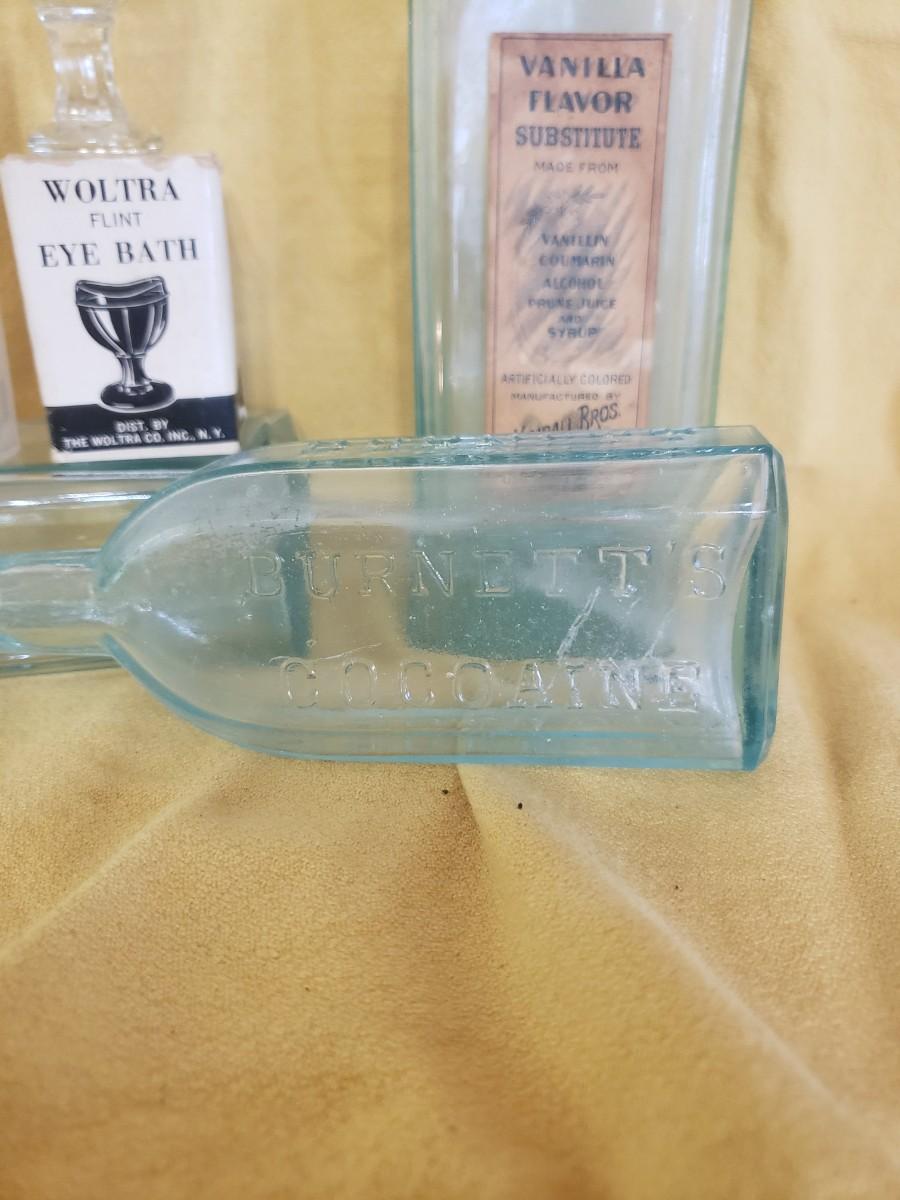 WOLTRA
FLINT
EYE BATH
DIST. BY
THE WOLTRA CO. INC., N.Y.
VANILLA
FLAVOR
SUBSTITUTE
MADE FROM
VANILLIN
COUMARIN
ALCOHOL
PRUNE JUICE
AND
SYRUP
ARTIFICIALLY COLORED
MANUFACTURED BY
BROS.
BURNETT'S
COCOAINE